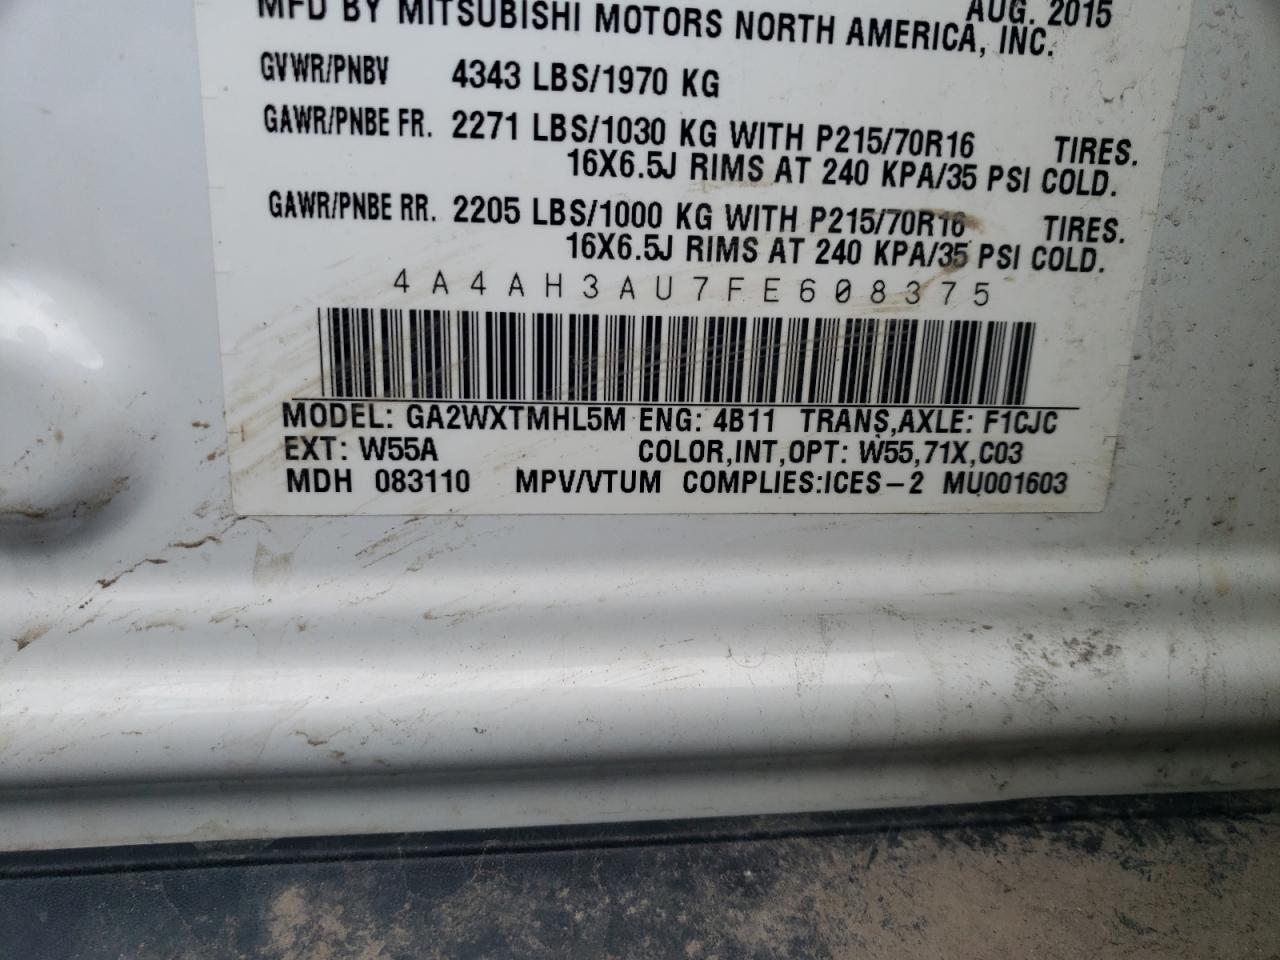 AUG. 2015
MFD BY MITSUBISHI MOTORS NORTH AMERICA, INC.
GVWR/PNBV 4343 LBS/1970 KG
GAWR/PNBE FR. 2271 LBS/1030 KG WITH P215/70R16 TIRES.
16X6.5J RIMS AT 240 KPA/35 PSI COLD.
GAWR/PNBE RR. 2205 LBS/1000 KG WITH P215/70R16 TIRES.
16X6.5J RIMS AT 240 KPA/35 PSI COLD.
4A4AH3AU7FE608375
MODEL: GA2WXTMHL5M ENG: 4B11 TRANS,AXLE: F1CJC
EXT: W55A COLOR,INT,OPT: W55,71X,C03
MDH 083110 MPV/VTUM COMPLIES:ICES-2 MU001603